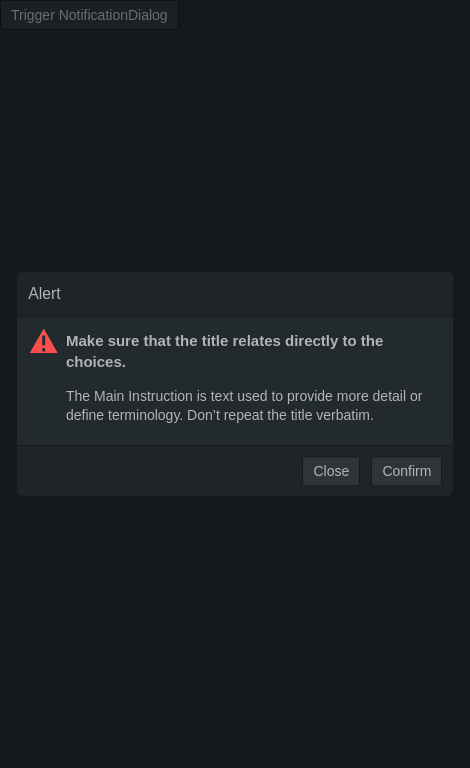 Trigger NotificationDialog
Alert
Make sure that the title relates directly to the
choices.
The Main Instruction is text used to provide more detail or
define terminology. Don’t repeat the title verbatim.
Close Confirm